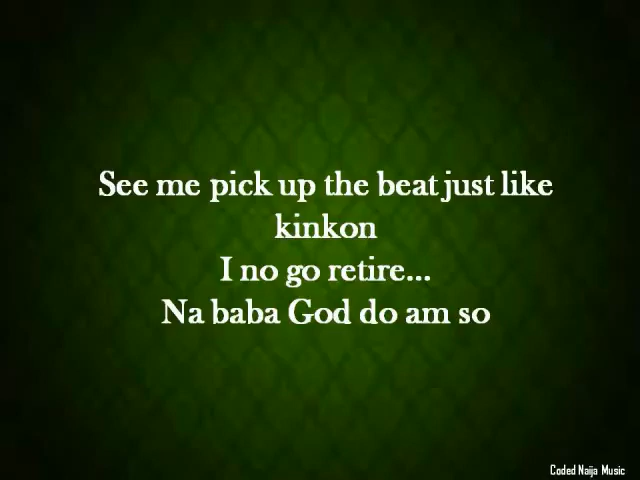 See me pick up the beat just like
kinkon
I no go retire...
Na baba God do am so
Coded Naija Music